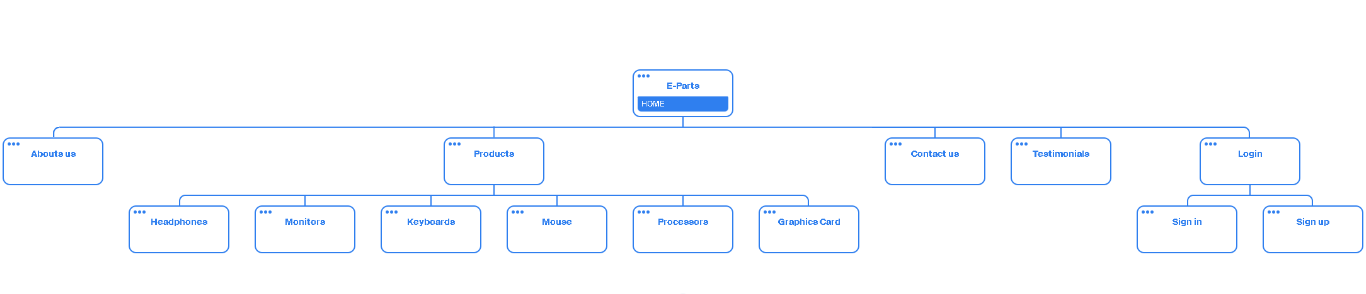 E-Parts
HOME
Abouts us
Products
Contact us
Testimonials
Login
Headphones
Monitors
Keyboards
Mouse
Processors
Graphics Card
Sign in
Sign up